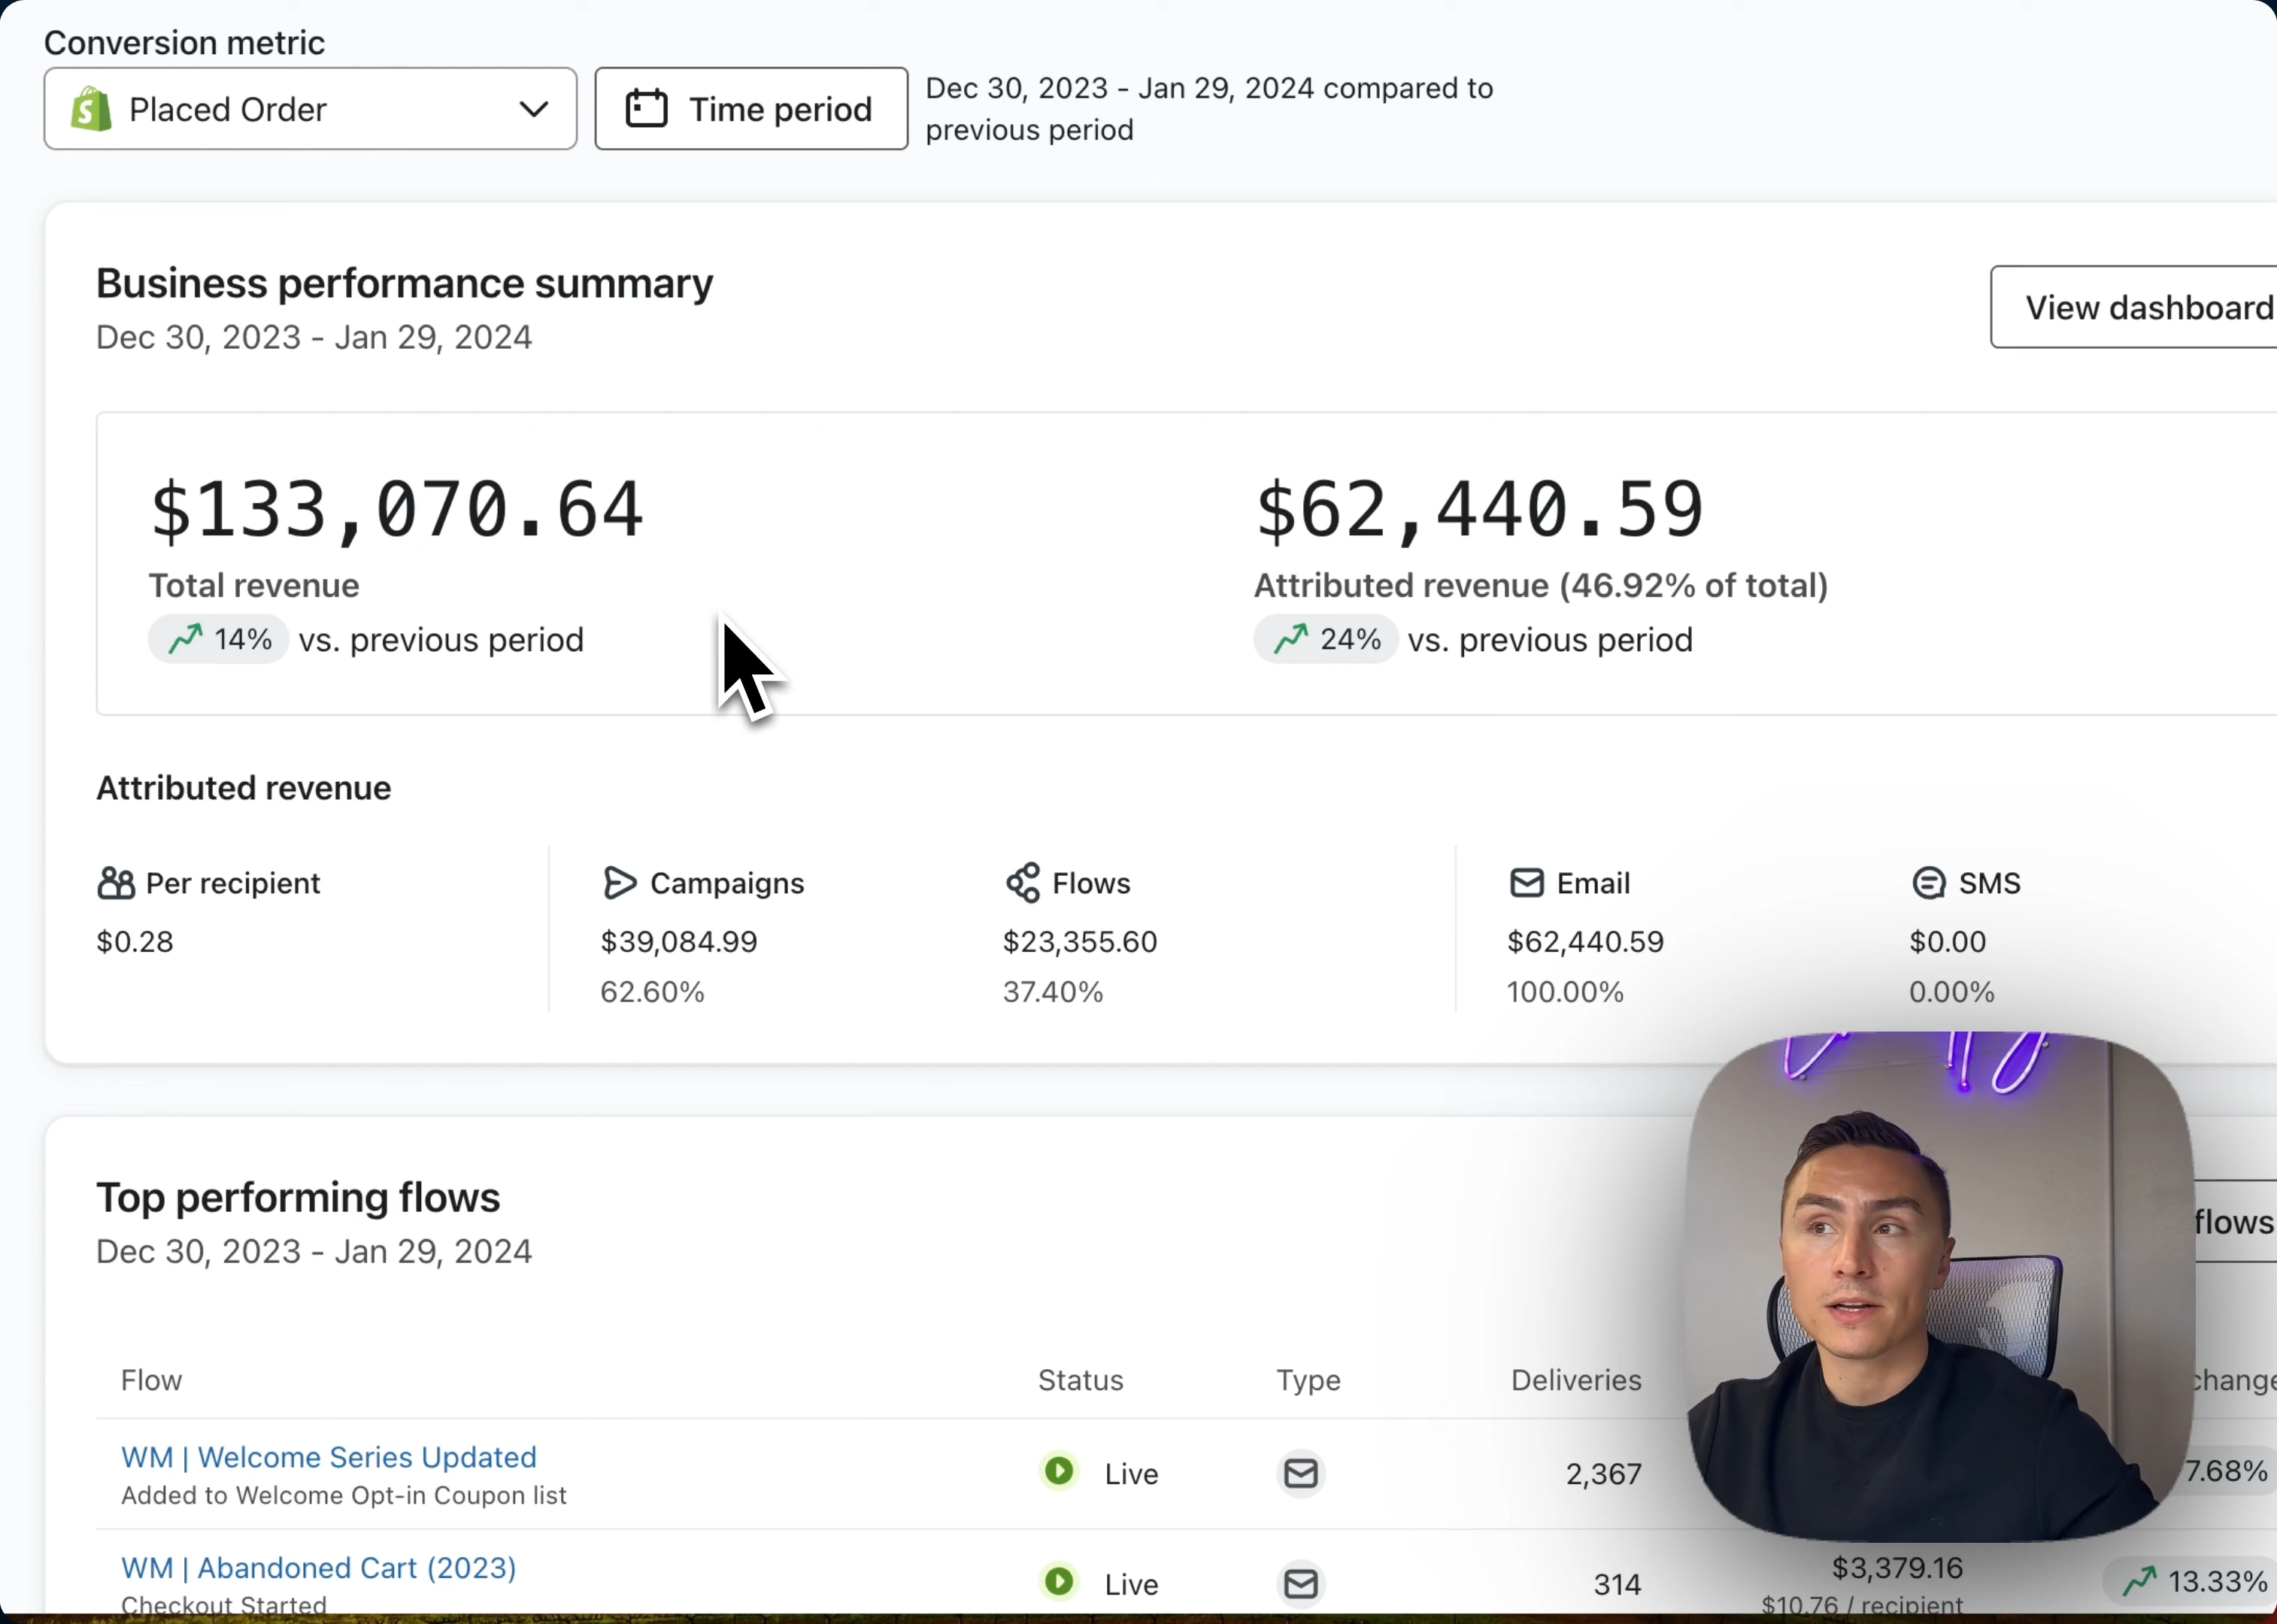 Conversion metric
Placed Order
Time period
Dec 30, 2023 - Jan 29, 2024 compared to
previous period
Business performance summary
Dec 30, 2023 - Jan 29, 2024
View dashboard
$133,070.64
Total revenue
14% vs. previous period
$62,440.59
Attributed revenue (46.92% of total)
24% vs. previous period
Attributed revenue
Per recipient
$0.28
Campaigns
$39,084.99
62.60%
Flows
$23,355.60
37.40%
Email
$62,440.59
100.00%
SMS
$0.00
0.00%
Top performing flows
Dec 30, 2023 - Jan 29, 2024
flows
Flow Status Type Deliveries change
WM | Welcome Series Updated
Added to Welcome Opt-in Coupon list
Live 2,367 7.68%
WM | Abandoned Cart (2023)
Checkout Started
Live 314 $3,379.16 13.33%
$10.76 / recipient